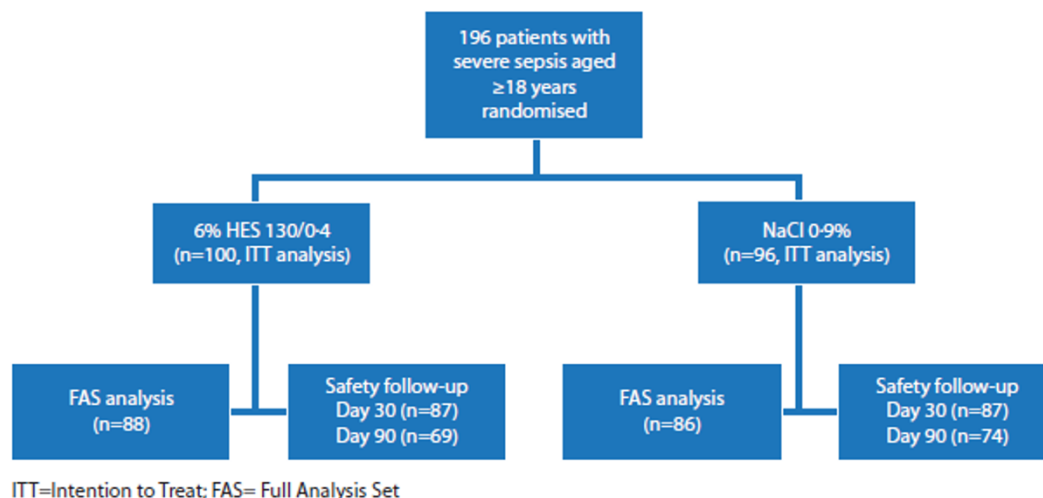 196 patients with
severe sepsis aged
≥18 years
randomised
6% HES 130/0·4
(n=100, ITT analysis)
NaCl 0·9%
(n=96, ITT analysis)
FAS analysis
(n=88)
Safety follow-up
Day 30 (n=87)
Day 90 (n=69)
FAS analysis
(n=86)
Safety follow-up
Day 30 (n=87)
Day 90 (n=74)
ITT=Intention to Treat; FAS= Full Analysis Set